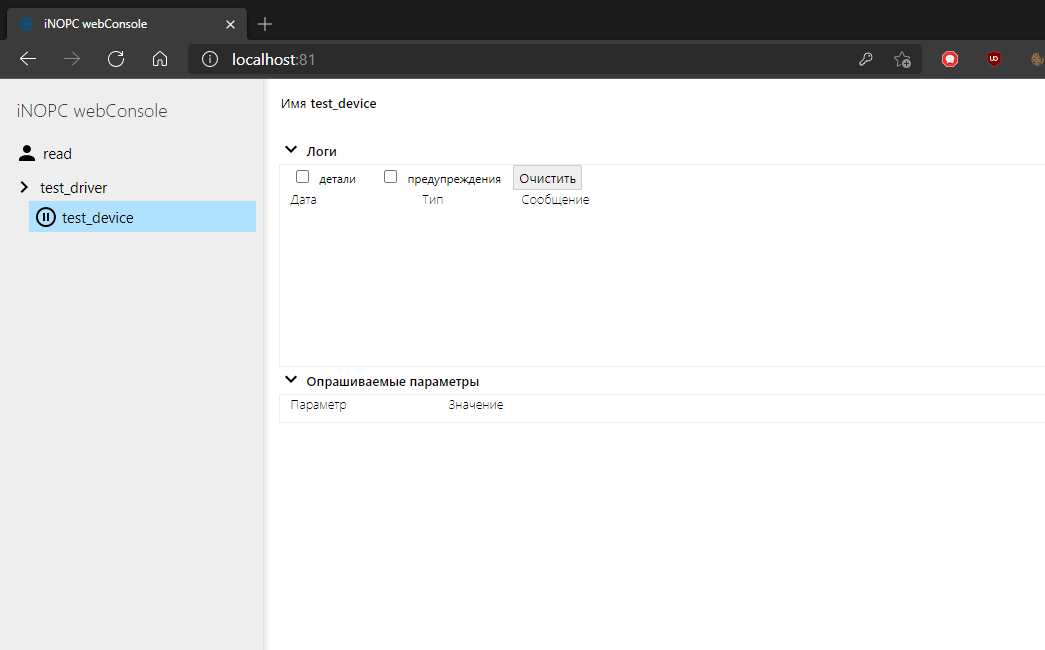 iNOPC webConsole
localhost:81
UD
iNOPC webConsole
read
test_driver
test_device
Имя test_device
Логи
детали предупреждения Очистить
Дата Тип Сообщение
Опрашиваемые параметры
Параметр Значение